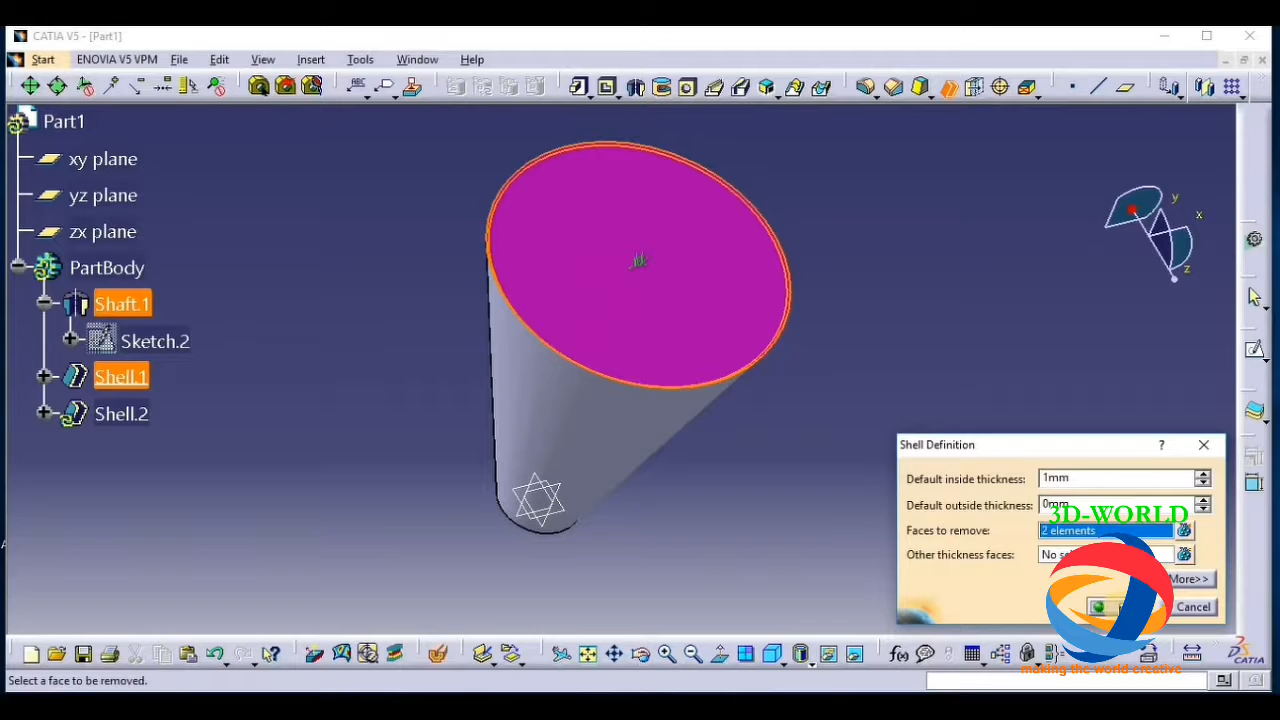 CATIA V5 - [Part1]
Start ENOVIA V5 VPM File Edit View Insert Tools Window Help
Part1
xy plane
yz plane
zx plane
PartBody
Shaft.1
Sketch.2
Shell.1
Shell.2
y
x
z
Shell Definition
Default inside thickness: 1mm
Default outside thickness: 0mm
3D-WORLD
Faces to remove: 2 elements
Other thickness faces: No
More>>
Cancel
f(x)
CATIA
making the world creative
Select a face to be removed.